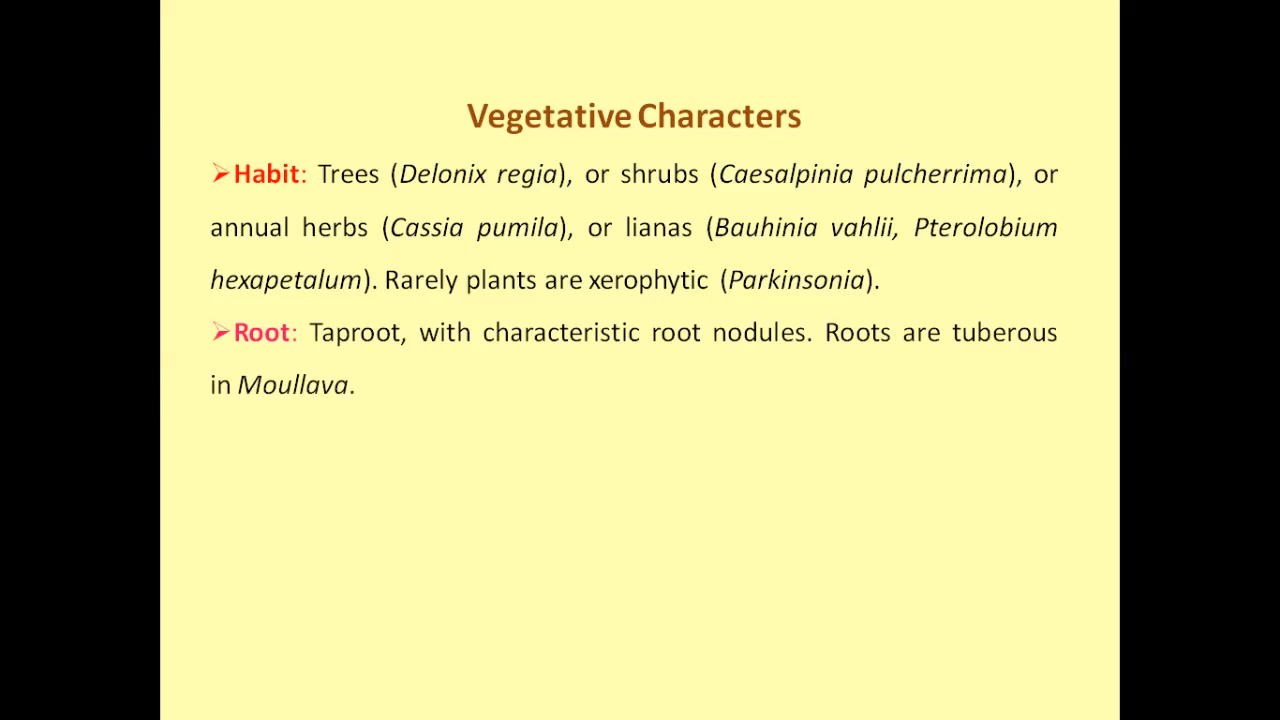 Vegetative Characters
➢Habit: Trees (Delonix regia), or shrubs (Caesalpinia pulcherrima), or
annual herbs (Cassia pumila), or lianas (Bauhinia vahlii, Pterolobium
hexapetalum). Rarely plants are xerophytic (Parkinsonia).
➢Root: Taproot, with characteristic root nodules. Roots are tuberous
in Moullava.